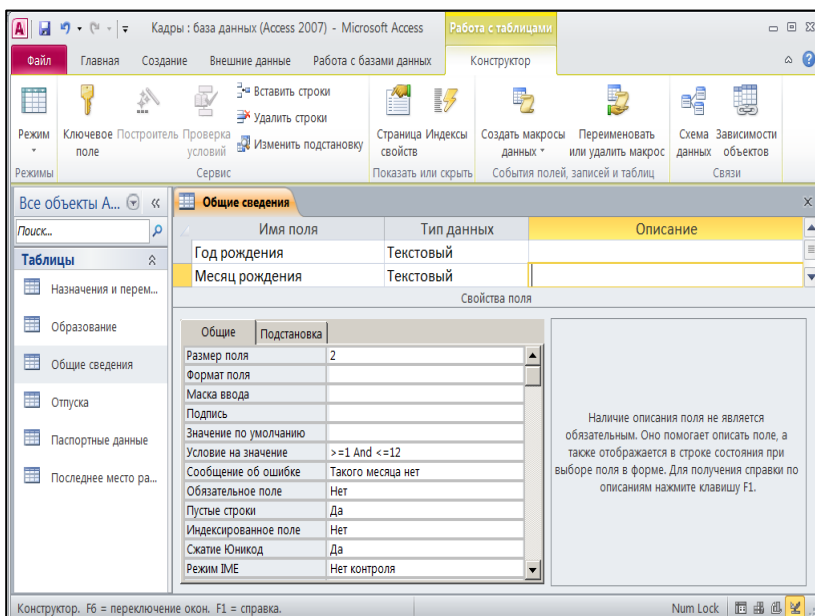 Кадры : база данных (Access 2007) - Microsoft Access
Работа с таблицами
Файл Главная Создание Внешние данные Работа с базами данных Конструктор
Режим
Режимы
Ключевое поле
Построитель
Проверка условий
Вставить строки
Удалить строки
Изменить подстановку
Сервис
Страница свойств
Индексы
Показать или скрыть
Создать макросы данных
Переименовать или удалить макрос
События полей, записей и таблиц
Схема данных
Зависимости объектов
Связи
Все объекты A...
Поиск...
Таблицы
Назначения и перем...
Образование
Общие сведения
Отпуска
Паспортные данные
Последнее место ра...
Общие сведения
Имя поля Тип данных Описание
Год рождения Текстовый
Месяц рождения Текстовый
Свойства поля
Общие Подстановка
Размер поля 2
Формат поля
Маска ввода
Подпись
Значение по умолчанию
Условие на значение >=1 And <=12
Сообщение об ошибке Такого месяца нет
Обязательное поле Нет
Пустые строки Да
Индексированное поле Нет
Сжатие Юникод Да
Режим IME Нет контроля
Наличие описания поля не является
обязательным. Оно помогает описать поле, а
также отображается в строке состояния при
выборе поля в форме. Для получения справки по
описаниям нажмите клавишу F1.
Конструктор. F6 = переключение окон. F1 = справка.
Num Lock